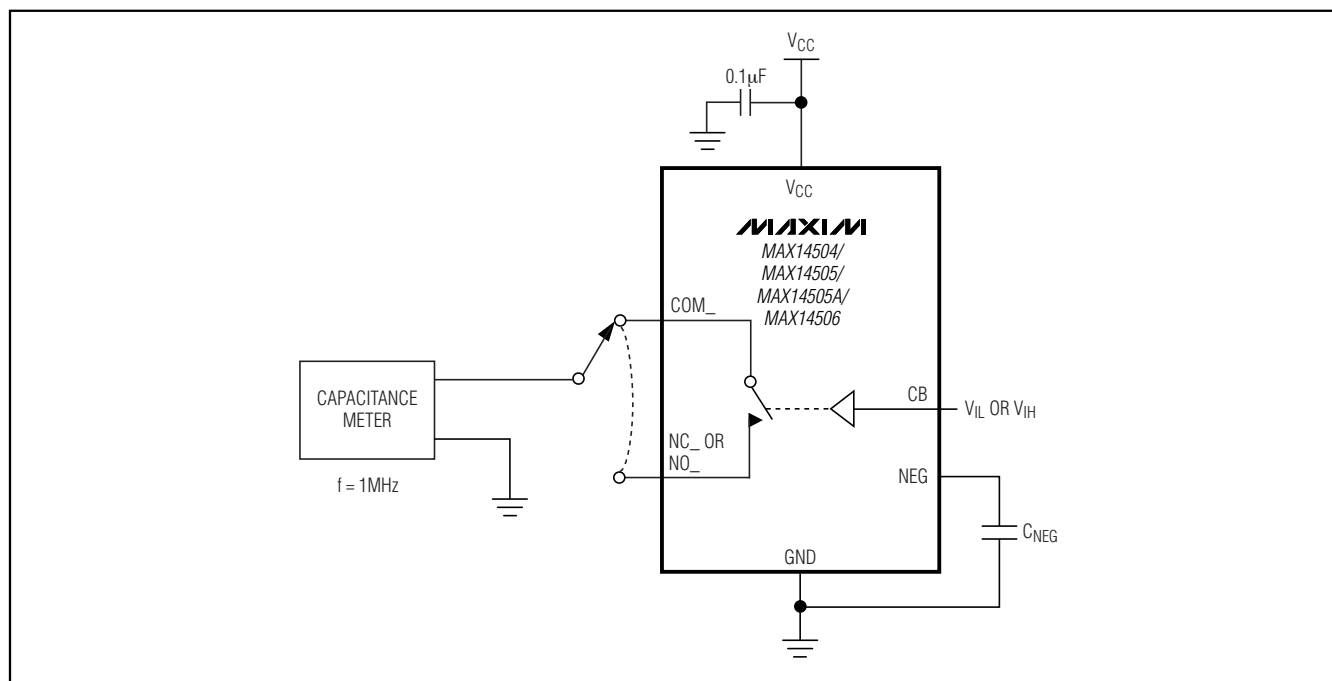 VCC
0.1µF
VCC
MAXIM
MAX14504/
MAX14505/
MAX14505A/
MAX14506
COM_
CAPACITANCE
METER
f = 1MHz
NC_ OR
NO_
CB
VIL OR VIH
NEG
CNEG
GND